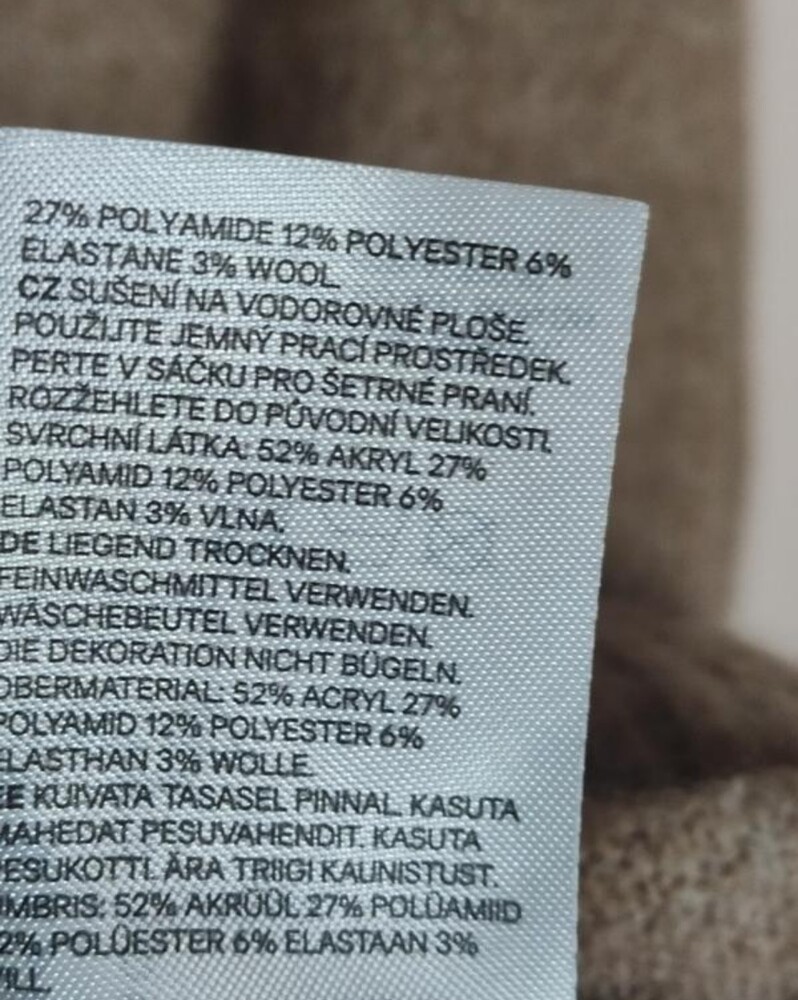 27% POLYAMIDE 12% POLYESTER 6%
ELASTANE 3% WOOL
CZ SUŠENÍ NA VODOROVNÉ PLOŠE.
POUŽIJTE JEMNÝ PRACÍ PROSTŘEDEK.
PERTE V SÁČKU PRO ŠETRNÉ PRANÍ.
ROZŽEHLETE DO PŮVODNÍ VELIKOSTI.
SVRCHNÍ LÁTKA: 52% AKRYL 27%
POLYAMID 12% POLYESTER 6%
ELASTAN 3% VLNA.
DE LIEGEND TROCKNEN.
FEINWASCHMITTEL VERWENDEN.
WÄSCHEBEUTEL VERWENDEN.
DIE DEKORATION NICHT BÜGELN.
OBERMATERIAL: 52% ACRYL 27%
POLYAMID 12% POLYESTER 6%
ELASTHAN 3% WOLLE.
EE KUIVATA TASASEL PINNAL. KASUTA
MAHEDAT PESUVAHENDIT. KASUTA
PESUKOTTI. ÄRA TRIIGI KAUNISTUST.
ÜMBRIS: 52% AKRÜÜL 27% POLÜAMIID
2% POLÜESTER 6% ELASTAAN 3%
VILL.